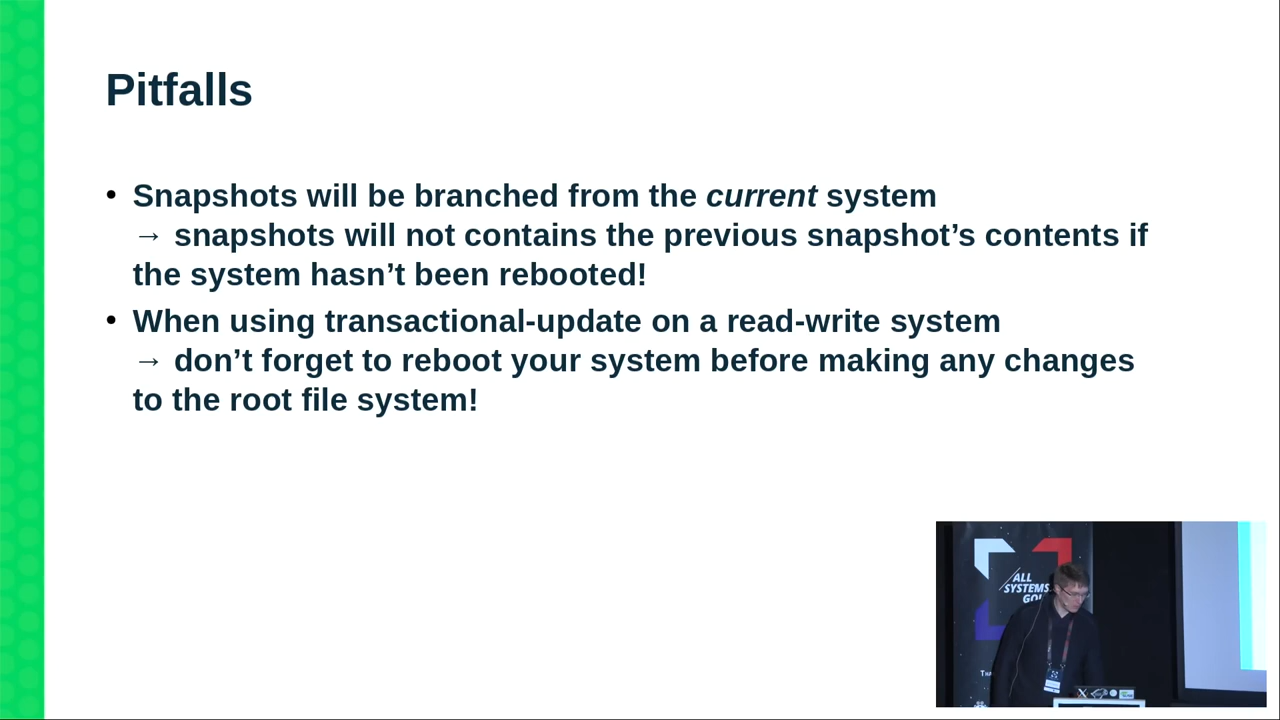 Pitfalls
• Snapshots will be branched from the current system
→ snapshots will not contains the previous snapshot’s contents if
the system hasn’t been rebooted!
• When using transactional-update on a read-write system
→ don’t forget to reboot your system before making any changes
to the root file system!
ALL
SYSTEMS